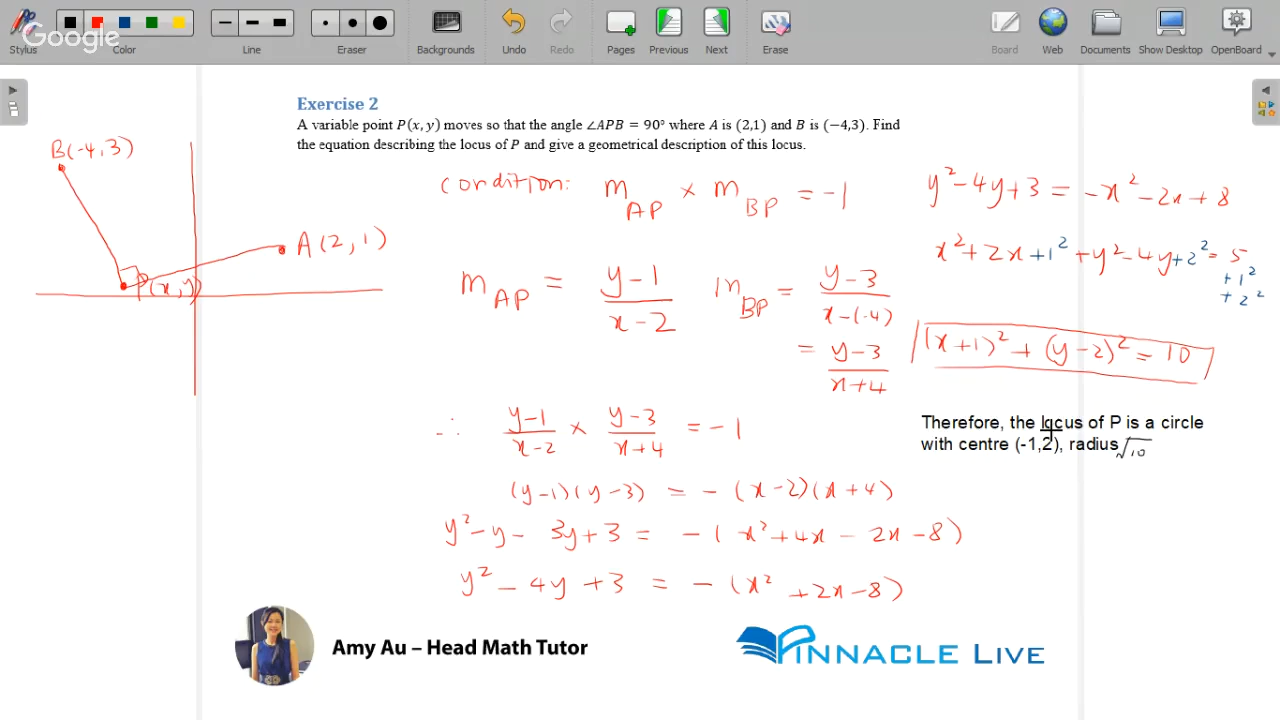 Stylus
Google
Color
Line
Eraser
Backgrounds
Undo
Redo
Pages
Previous
Next
Erase
Board
Web
Documents
Show Desktop
OpenBoard
Exercise 2
A variable point P(x, y) moves so that the angle ∠APB = 90° where A is (2,1) and B is (−4,3). Find
the equation describing the locus of P and give a geometrical description of this locus.
B(-4,3)
A(2,1)
P(x,y)
condition: m_AP × m_BP = -1
m_AP = (y-1)/(x-2)
m_BP = (y-3)/(x-(-4))
= (y-3)/(x+4)
∴ (y-1)/(x-2) × (y-3)/(x+4) = -1
(y-1)(y-3) = -(x-2)(x+4)
y²-y-3y+3 = -(x²+4x-2x-8)
y²-4y+3 = -(x²+2x-8)
y²-4y+3 = -x²-2x+8
x²+2x+1²+y²-4y+2² = 5
+1²
+2²
(x+1)²+(y-2)² = 10
Therefore, the locus of P is a circle
with centre (-1,2), radius √10
Amy Au – Head Math Tutor
PINNACLE LIVE